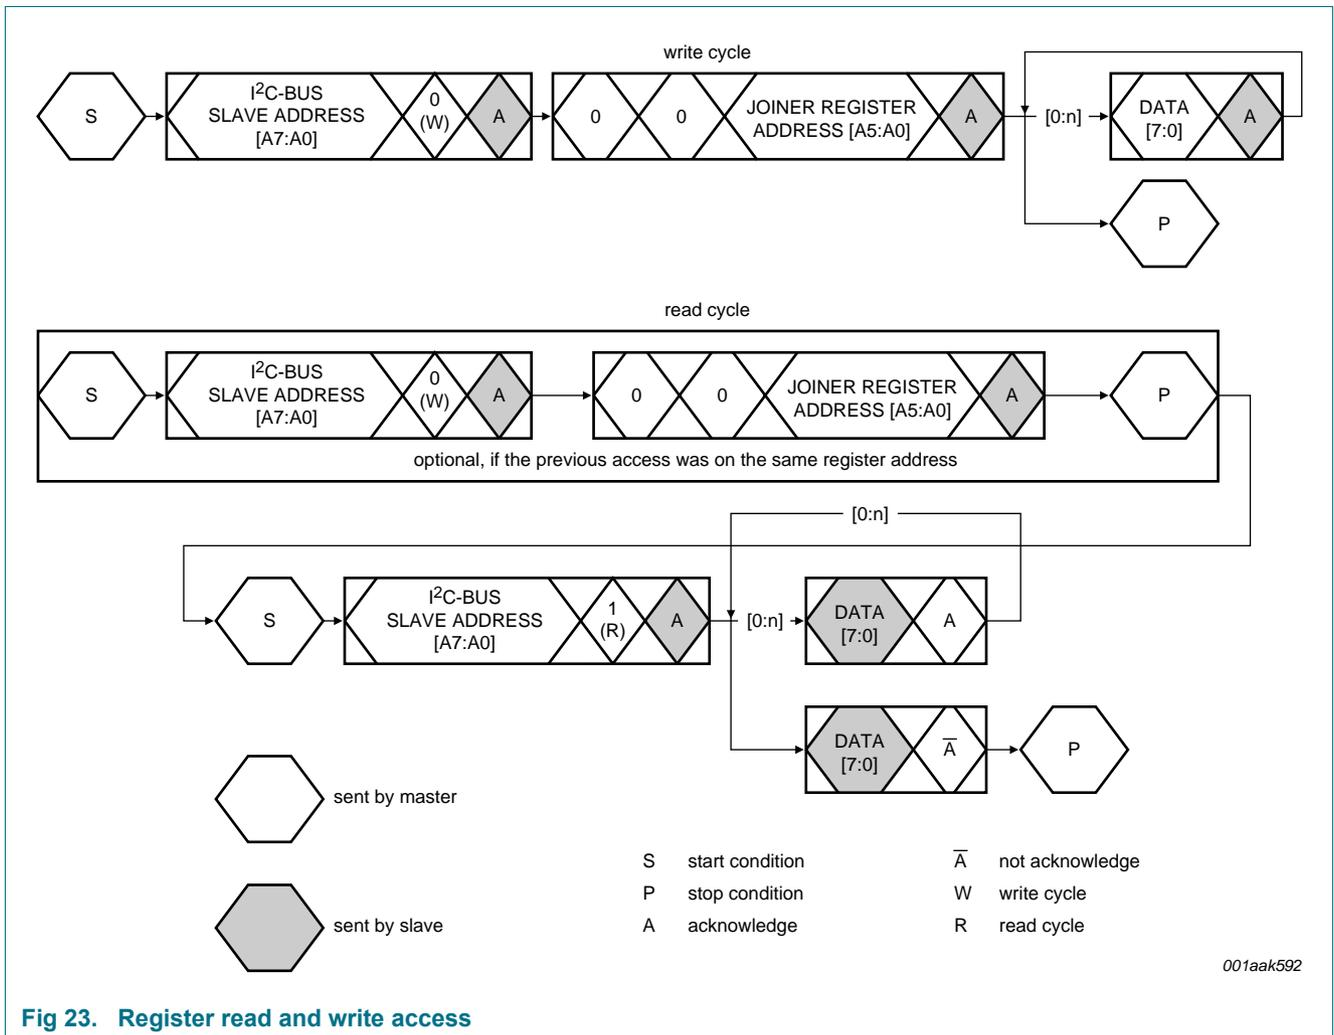 write cycle
S
I2C-BUS
SLAVE ADDRESS
[A7:A0]
0
(W)
A
0
0
JOINER REGISTER
ADDRESS [A5:A0]
A
[0:n]
DATA
[7:0]
A
P
read cycle
S
I2C-BUS
SLAVE ADDRESS
[A7:A0]
0
(W)
A
0
0
JOINER REGISTER
ADDRESS [A5:A0]
A
P
optional, if the previous access was on the same register address
[0:n]
S
I2C-BUS
SLAVE ADDRESS
[A7:A0]
1
(R)
A
[0:n]
DATA
[7:0]
A
DATA
[7:0]
A̅
P
sent by master
sent by slave
S start condition
P stop condition
A acknowledge
A̅ not acknowledge
W write cycle
R read cycle
001aak592
Fig 23. Register read and write access